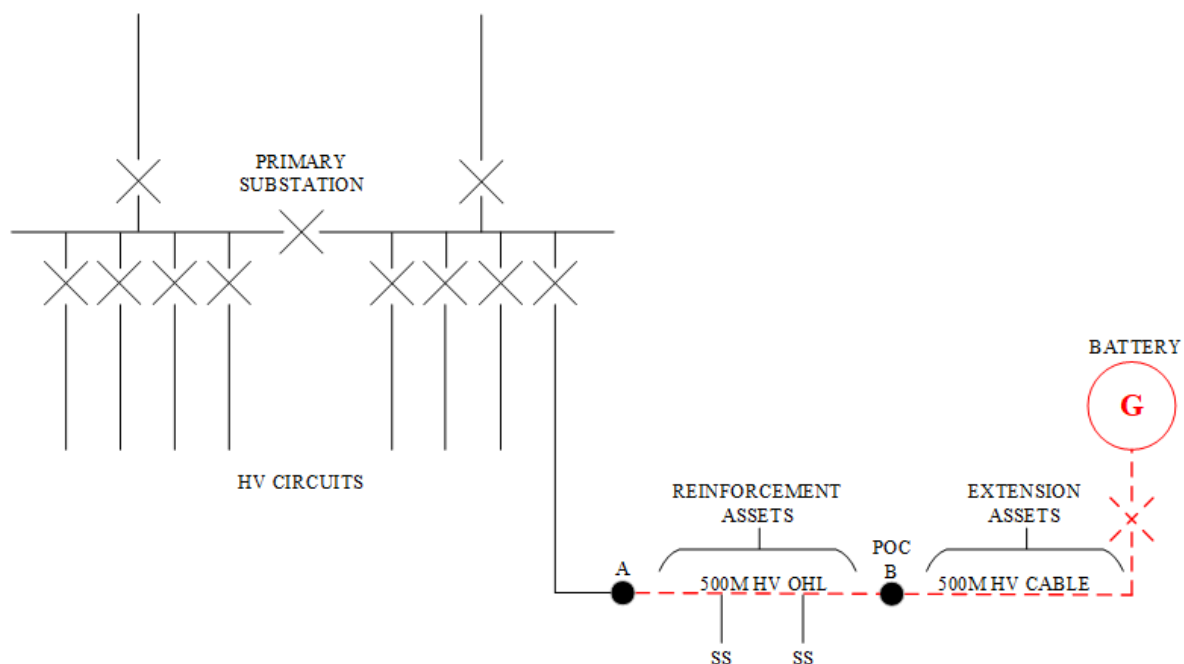 PRIMARY
SUBSTATION
BATTERY
G
HV CIRCUITS
REINFORCEMENT
ASSETS
EXTENSION
ASSETS
A
POC
B
500M HV OHL
500M HV CABLE
SS
SS